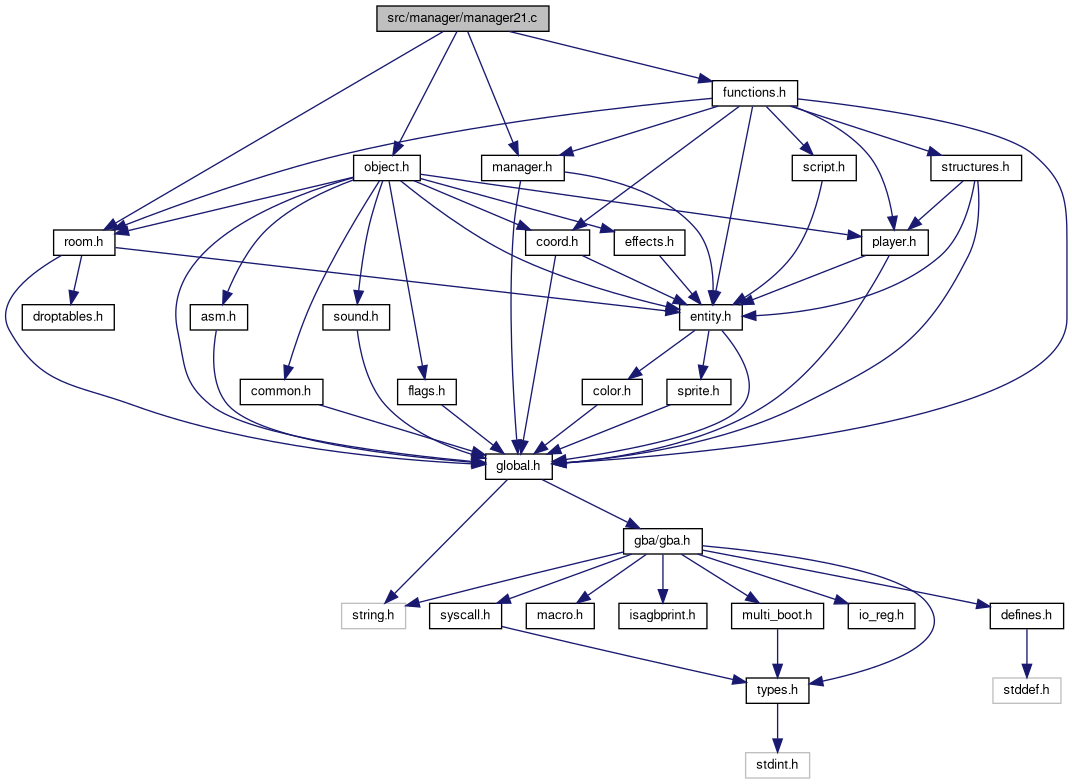 src/manager/manager21.c
functions.h
object.h
manager.h
script.h
structures.h
room.h
coord.h
effects.h
player.h
droptables.h
asm.h
sound.h
entity.h
common.h
flags.h
color.h
sprite.h
global.h
gba/gba.h
string.h
syscall.h
macro.h
isagbprint.h
multi_boot.h
io_reg.h
defines.h
types.h
stddef.h
stdint.h